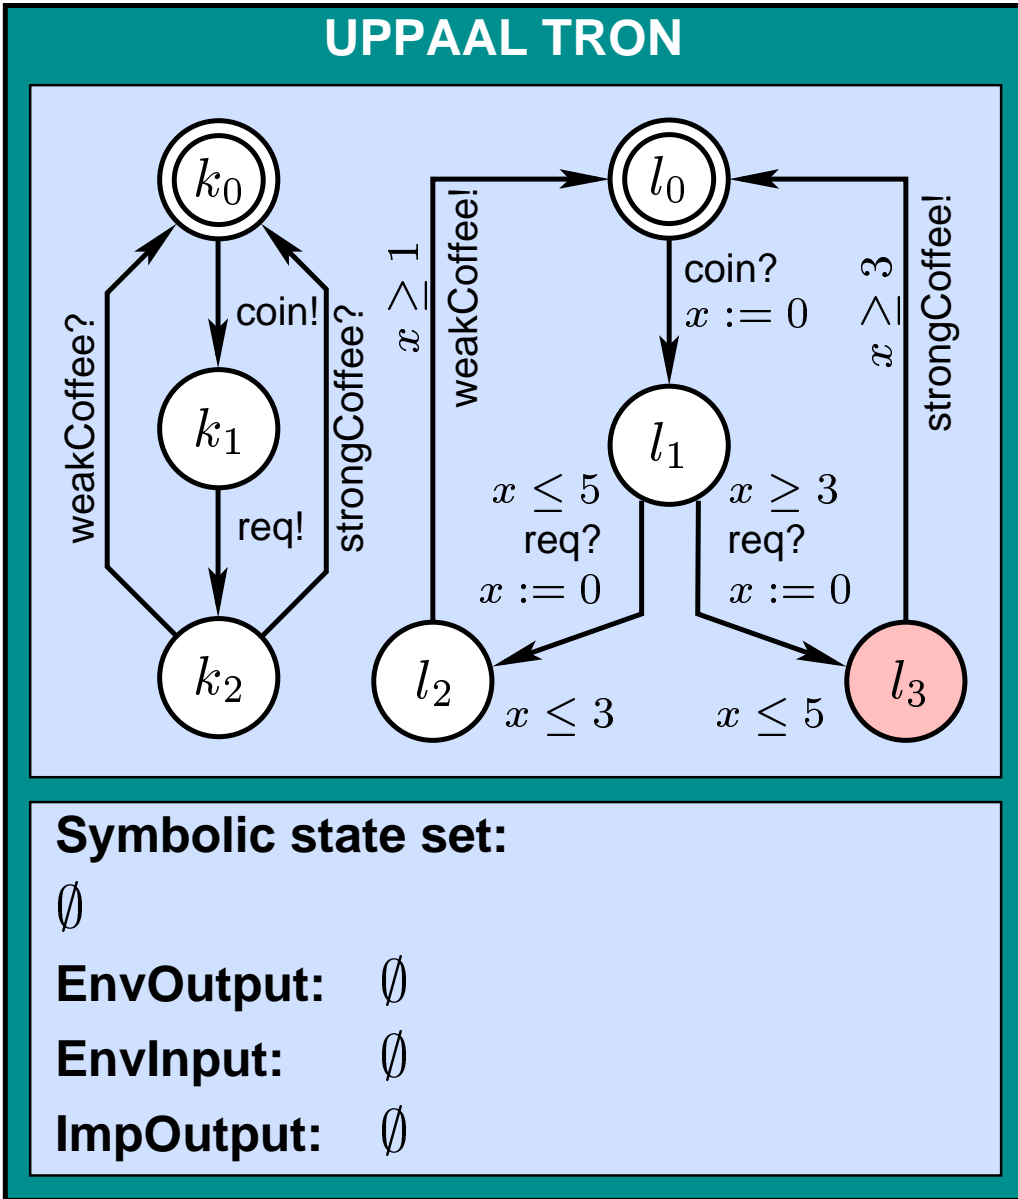 UPPAAL TRON
k₀
coin!
k₁
req!
k₂
weakCoffee?
strongCoffee?
l₀
coin?
x := 0
l₁
x ≥ 1
weakCoffee!
x ≥ 3
strongCoffee!
x ≤ 5
req?
x := 0
x ≥ 3
req?
x := 0
l₂
x ≤ 3
x ≤ 5
l₃
Symbolic state set:
∅
EnvOutput: ∅
EnvInput: ∅
ImpOutput: ∅